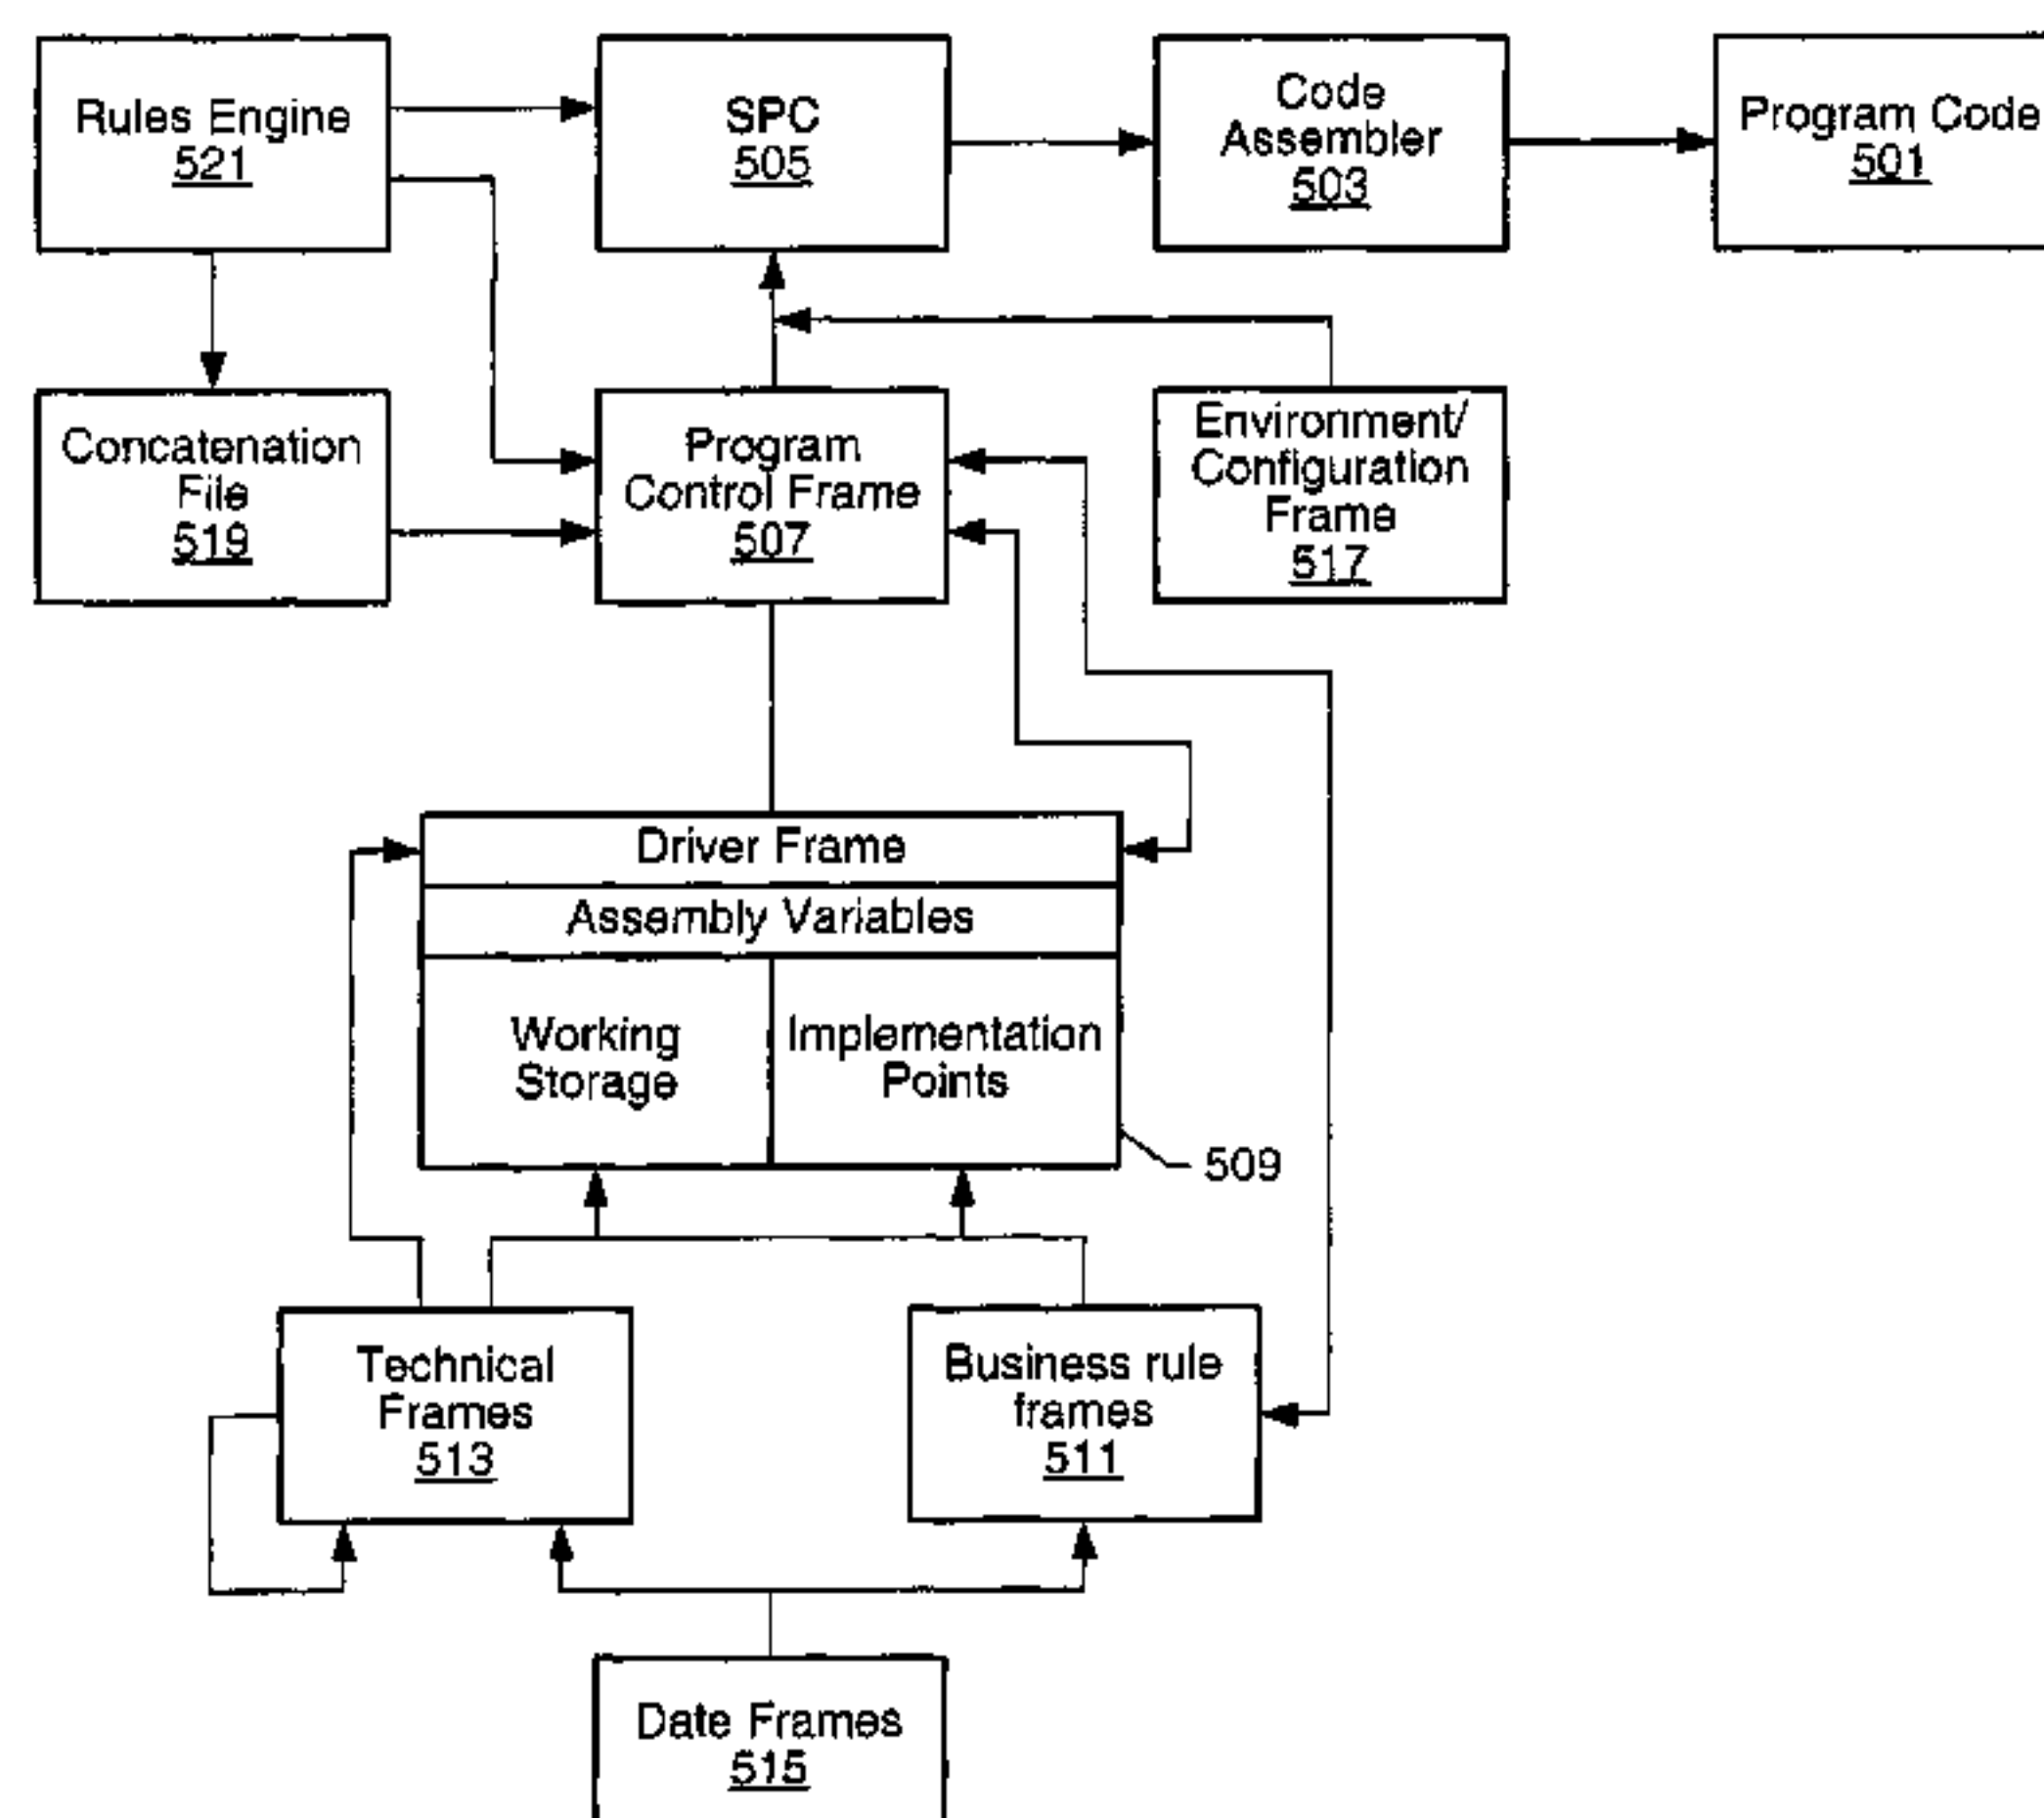 Rules Engine
521
SPC
505
Code
Assembler
503
Program Code
501
Concatenation
File
519
Program
Control Frame
507
Environment/
Configuration
Frame
517
Driver Frame
Assembly Variables
Working
Storage
Implementation
Points
509
Technical
Frames
513
Business rule
frames
511
Date Frames
515